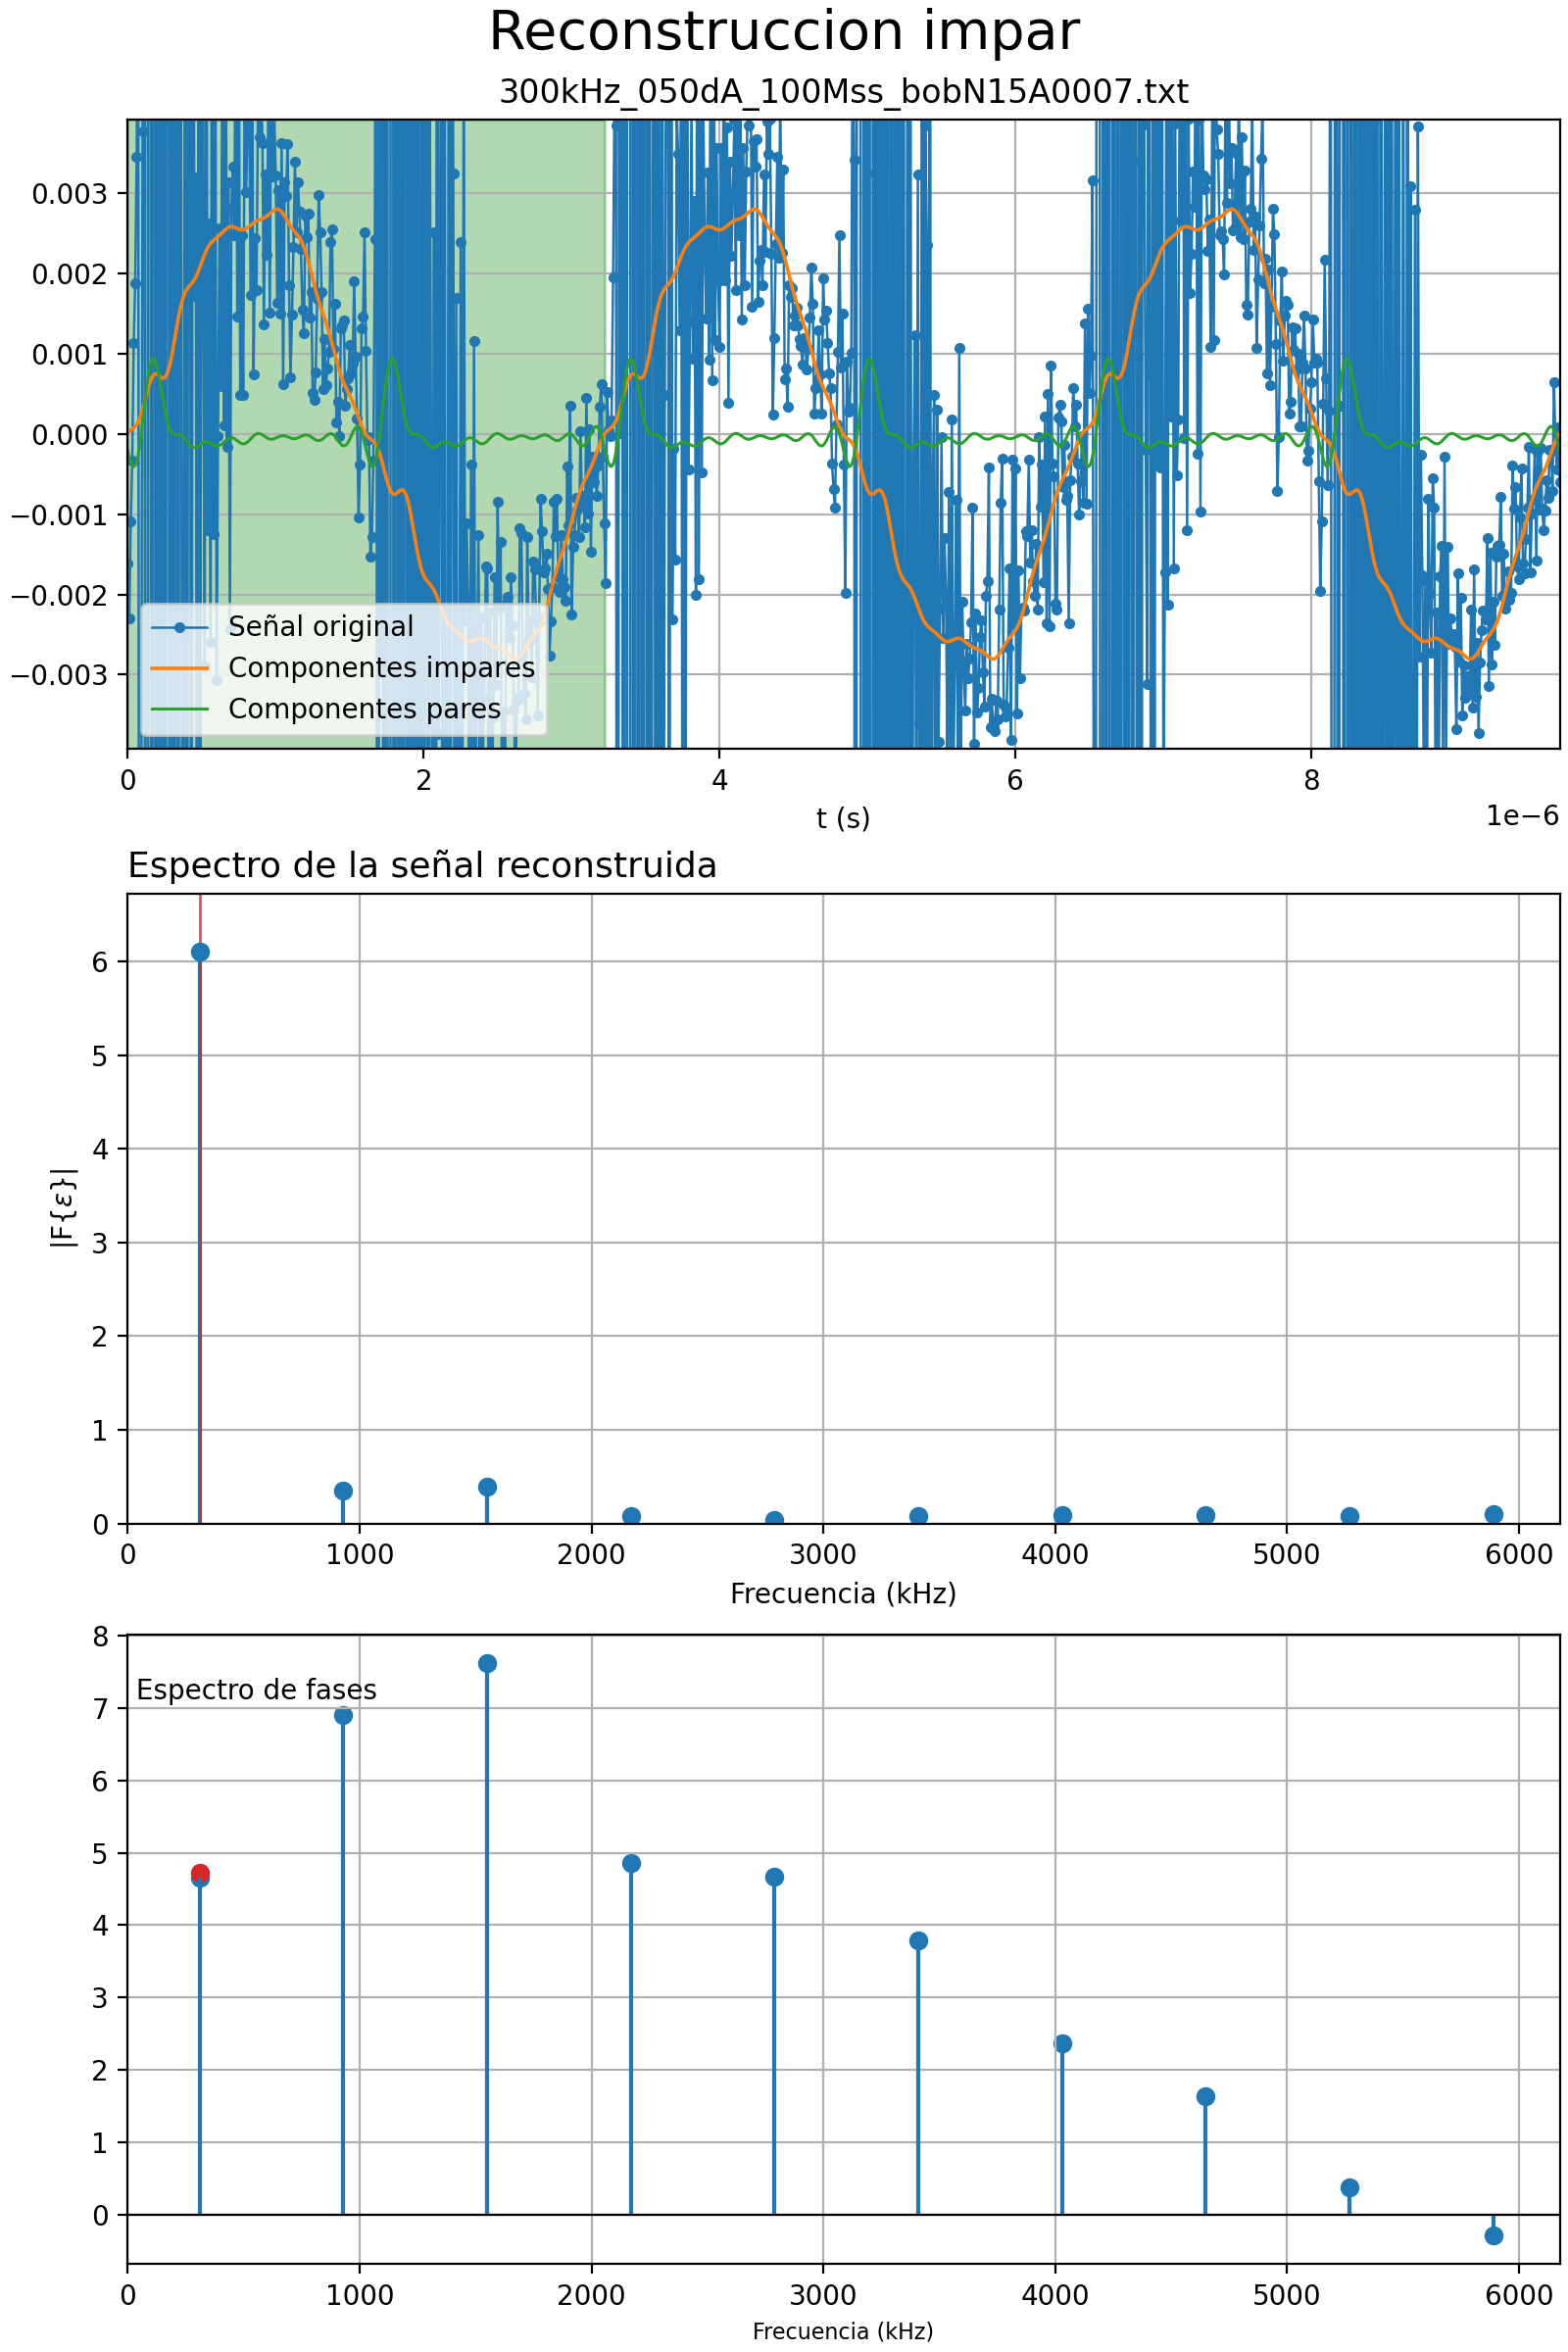 Reconstruccion impar
300kHz_050dA_100Mss_bobN15A0007.txt
0.003
0.002
0.001
0.000
−0.001
−0.002
−0.003
Señal original
Componentes impares
Componentes pares
0 2 4 6 8
1e−6
t (s)
Espectro de la señal reconstruida
6
5
4
3
2
1
0
|F{ε}|
0 1000 2000 3000 4000 5000 6000
Frecuencia (kHz)
8
7
6
5
4
3
2
1
0
Espectro de fases
0 1000 2000 3000 4000 5000 6000
Frecuencia (kHz)